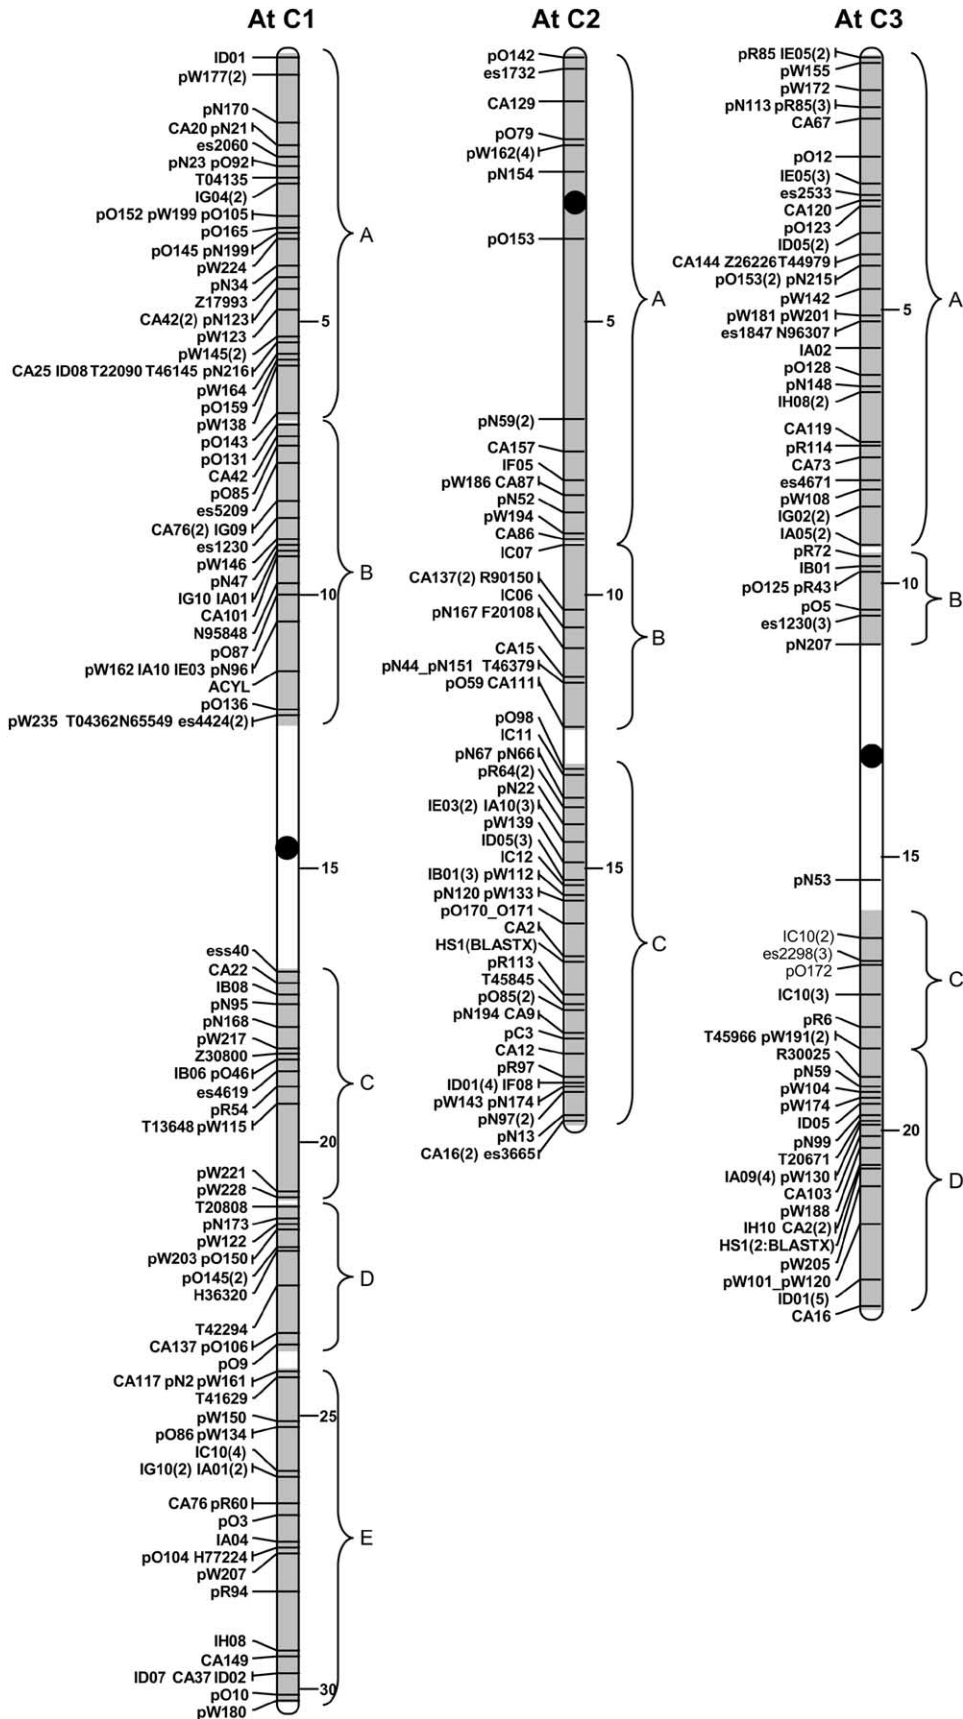 At C1
ID01
pW177(2)
pN170
CA20 pN21
es2060
pN23 pO92
T04135
IG04(2)
pO152 pW199 pO105
pO165
pO145 pN199
pW224
pN34
Z17993
CA42(2) pN123
pW123
pW145(2)
CA25 ID08 T22090 T46145 pN216
pW164
pO159
pW138
pO143
pO131
CA42
pO85
es5209
CA76(2) IG09
es1230
pW146
pN47
IG10 IA01
CA101
N95848
pO87
pW162 IA10 IE03 pN96
ACYL
pO136
pW235 T04362N65549 es4424(2)
ess40
CA22
IB08
pN95
pN168
pW217
Z30800
IB06 pO46
es4619
pR54
T13648 pW115
pW221
pW228
T20808
pN173
pW122
pW203 pO150
pO145(2)
H36320
T42294
CA137 pO106
pO9
CA117 pN2 pW161
T41629
pW150
pO86 pW134
IC10(4)
IG10(2) IA01(2)
CA76 pR60
pO3
IA04
pO104 H77224
pW207
pR94
IH08
CA149
ID07 CA37 ID02
pO10
pW180
5
10
15
20
25
30
A
B
C
D
E
At C2
pO142
es1732
CA129
pO79
pW162(4)
pN154
pO153
pN59(2)
CA157
IF05
pW186 CA87
pN52
pW194
CA86
IC07
CA137(2) R90150
IC06
pN167 F20108
CA15
pN44_pN151 T46379
pO59 CA111
pO98
IC11
pN67 pN66
pR64(2)
pN22
IE03(2) IA10(3)
pW139
ID05(3)
IC12
IB01(3) pW112
pN120 pW133
pO170_O171
CA2
HS1(BLASTX)
pR113
T45845
pO85(2)
pN194 CA9
pC3
CA12
pR97
ID01(4) IF08
pW143 pN174
pN97(2)
pN13
CA16(2) es3665
5
10
15
A
B
C
At C3
pR85 IE05(2)
pW155
pW172
pN113 pR85(3)
CA67
pO12
IE05(3)
es2533
CA120
pO123
ID05(2)
CA144 Z26226T44979
pO153(2) pN215
pW142
pW181 pW201
es1847 N96307
IA02
pO128
pN148
IH08(2)
CA119
pR114
CA73
es4671
pW108
IG02(2)
IA05(2)
pR72
IB01
pO125 pR43
pO5
es1230(3)
pN207
pN53
IC10(2)
es2298(3)
pO172
IC10(3)
pR6
T45966 pW191(2)
R30025
pN59
pW104
pW174
ID05
pN99
T20671
IA09(4) pW130
CA103
pW188
IH10 CA2(2)
HS1(2:BLASTX)
pW205
pW101_pW120
ID01(5)
CA16
5
10
15
20
A
B
C
D